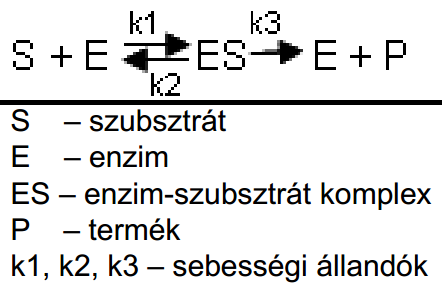 k1 k3
S + E ES E + P
k2
S – szubsztrát
E – enzim
ES – enzim-szubsztrát komplex
P – termék
k1, k2, k3 – sebességi állandók